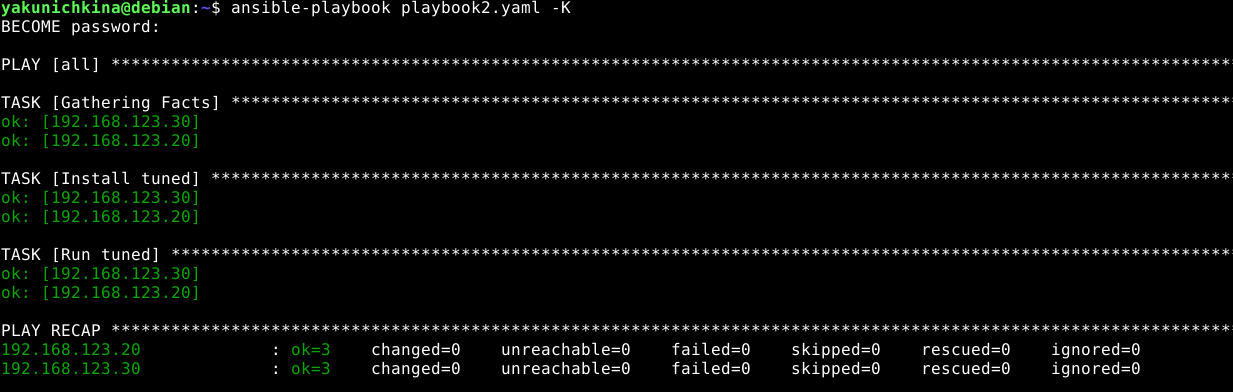 yakunichkina@debian:~$ ansible-playbook playbook2.yaml -K
BECOME password:
PLAY [all] ****************************************************************************************************************
TASK [Gathering Facts] ****************************************************************************************************
ok: [192.168.123.30]
ok: [192.168.123.20]
TASK [Install tuned] ******************************************************************************************************
ok: [192.168.123.30]
ok: [192.168.123.20]
TASK [Run tuned] **********************************************************************************************************
ok: [192.168.123.30]
ok: [192.168.123.20]
PLAY RECAP ****************************************************************************************************************
192.168.123.20             : ok=3    changed=0    unreachable=0    failed=0    skipped=0    rescued=0    ignored=0
192.168.123.30             : ok=3    changed=0    unreachable=0    failed=0    skipped=0    rescued=0    ignored=0